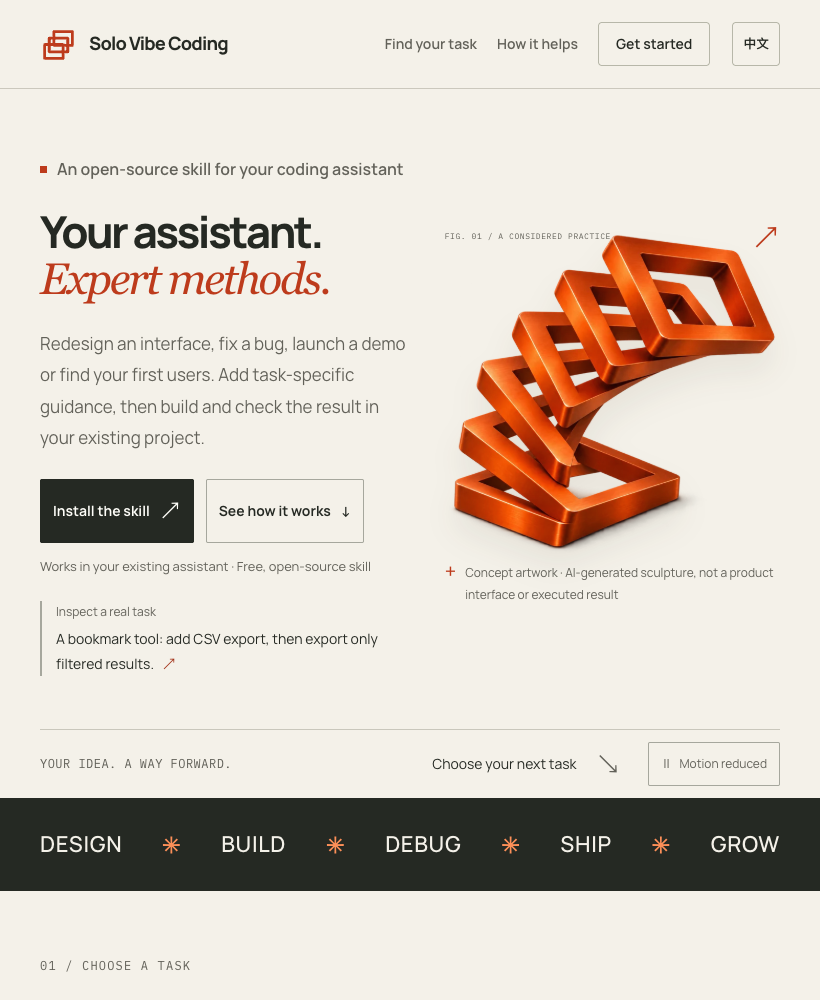 Solo Vibe Coding
Find your task
How it helps
Get started
中文
An open-source skill for your coding assistant
Your assistant.
Expert methods.
Redesign an interface, fix a bug, launch a demo
or find your first users. Add task-specific
guidance, then build and check the result in
your existing project.
Install the skill ↗
See how it works ↓
Works in your existing assistant · Free, open-source skill
Inspect a real task
A bookmark tool: add CSV export, then export only
filtered results. ↗
FIG. 01 / A CONSIDERED PRACTICE
+ Concept artwork · AI-generated sculpture, not a product
interface or executed result
YOUR IDEA. A WAY FORWARD.
Choose your next task ↘
Motion reduced
DESIGN ✳ BUILD ✳ DEBUG ✳ SHIP ✳ GROW
01 / CHOOSE A TASK